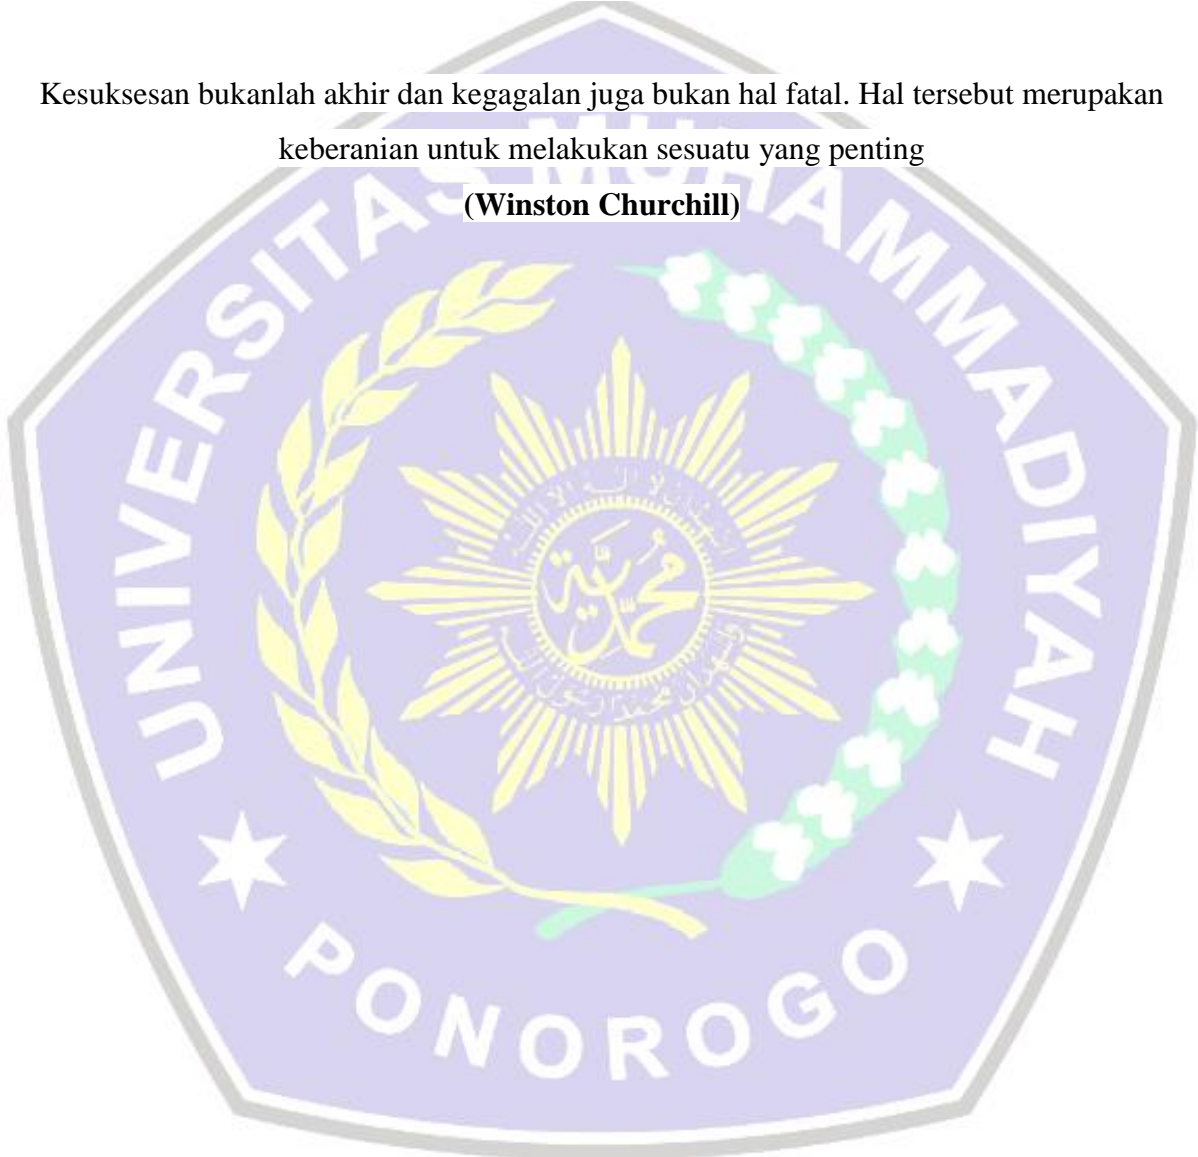 Kesuksesan bukanlah akhir dan kegagalan juga bukan hal fatal. Hal tersebut merupakan
keberanian untuk melakukan sesuatu yang penting
(Winston Churchill)
UNIVERSITAS MUHAMMADIYAH
محمدية
PONOROGO